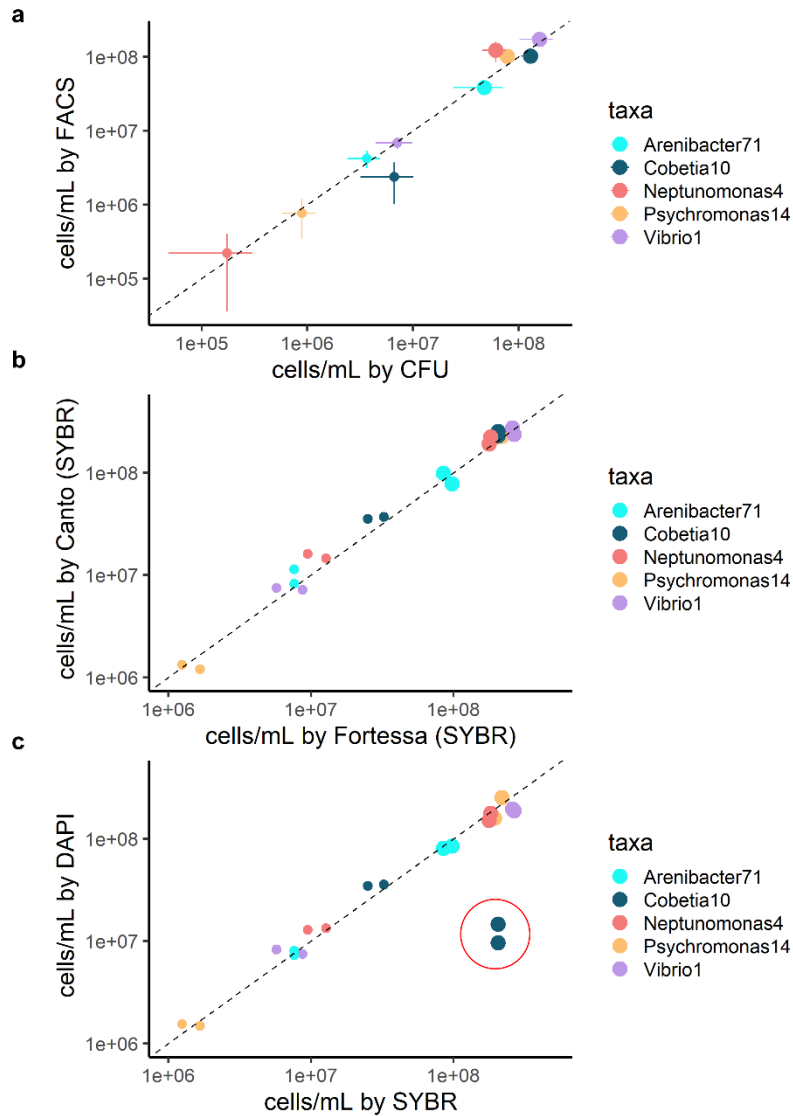 a
cells/mL by FACS
1e+08
1e+07
1e+06
1e+05
1e+05 1e+06 1e+07 1e+08
cells/mL by CFU
taxa
Arenibacter71
Cobetia10
Neptunomonas4
Psychromonas14
Vibrio1
b
cells/mL by Canto (SYBR)
1e+08
1e+07
1e+06
1e+06 1e+07 1e+08
cells/mL by Fortessa (SYBR)
taxa
Arenibacter71
Cobetia10
Neptunomonas4
Psychromonas14
Vibrio1
c
cells/mL by DAPI
1e+08
1e+07
1e+06
1e+06 1e+07 1e+08
cells/mL by SYBR
taxa
Arenibacter71
Cobetia10
Neptunomonas4
Psychromonas14
Vibrio1